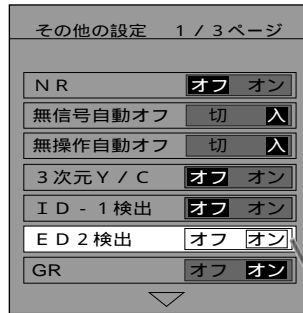 その他の設定 1/3ページ
NR オフ オン
無信号自動オフ 切 入
無操作自動オフ 切 入
3次元Y/C オフ オン
ID-1検出 オフ オン
ED2検出 オフ オン
GR オフ オン